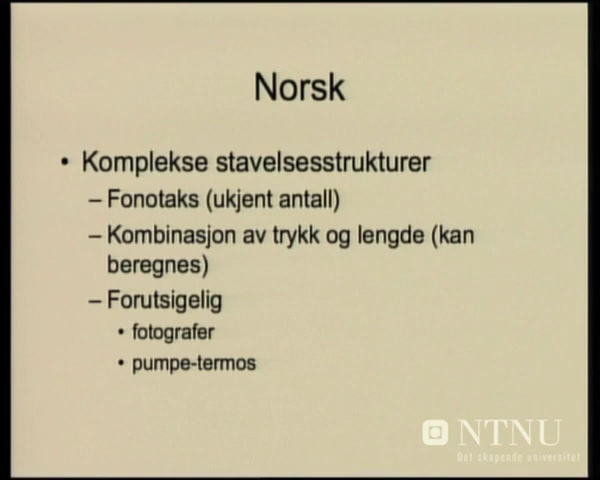 Norsk
• Komplekse stavelsesstrukturer
– Fonotaks (ukjent antall)
– Kombinasjon av trykk og lengde (kan
beregnes)
– Forutsigelig
• fotografer
• pumpe-termos
NTNU
Det skapende universitet